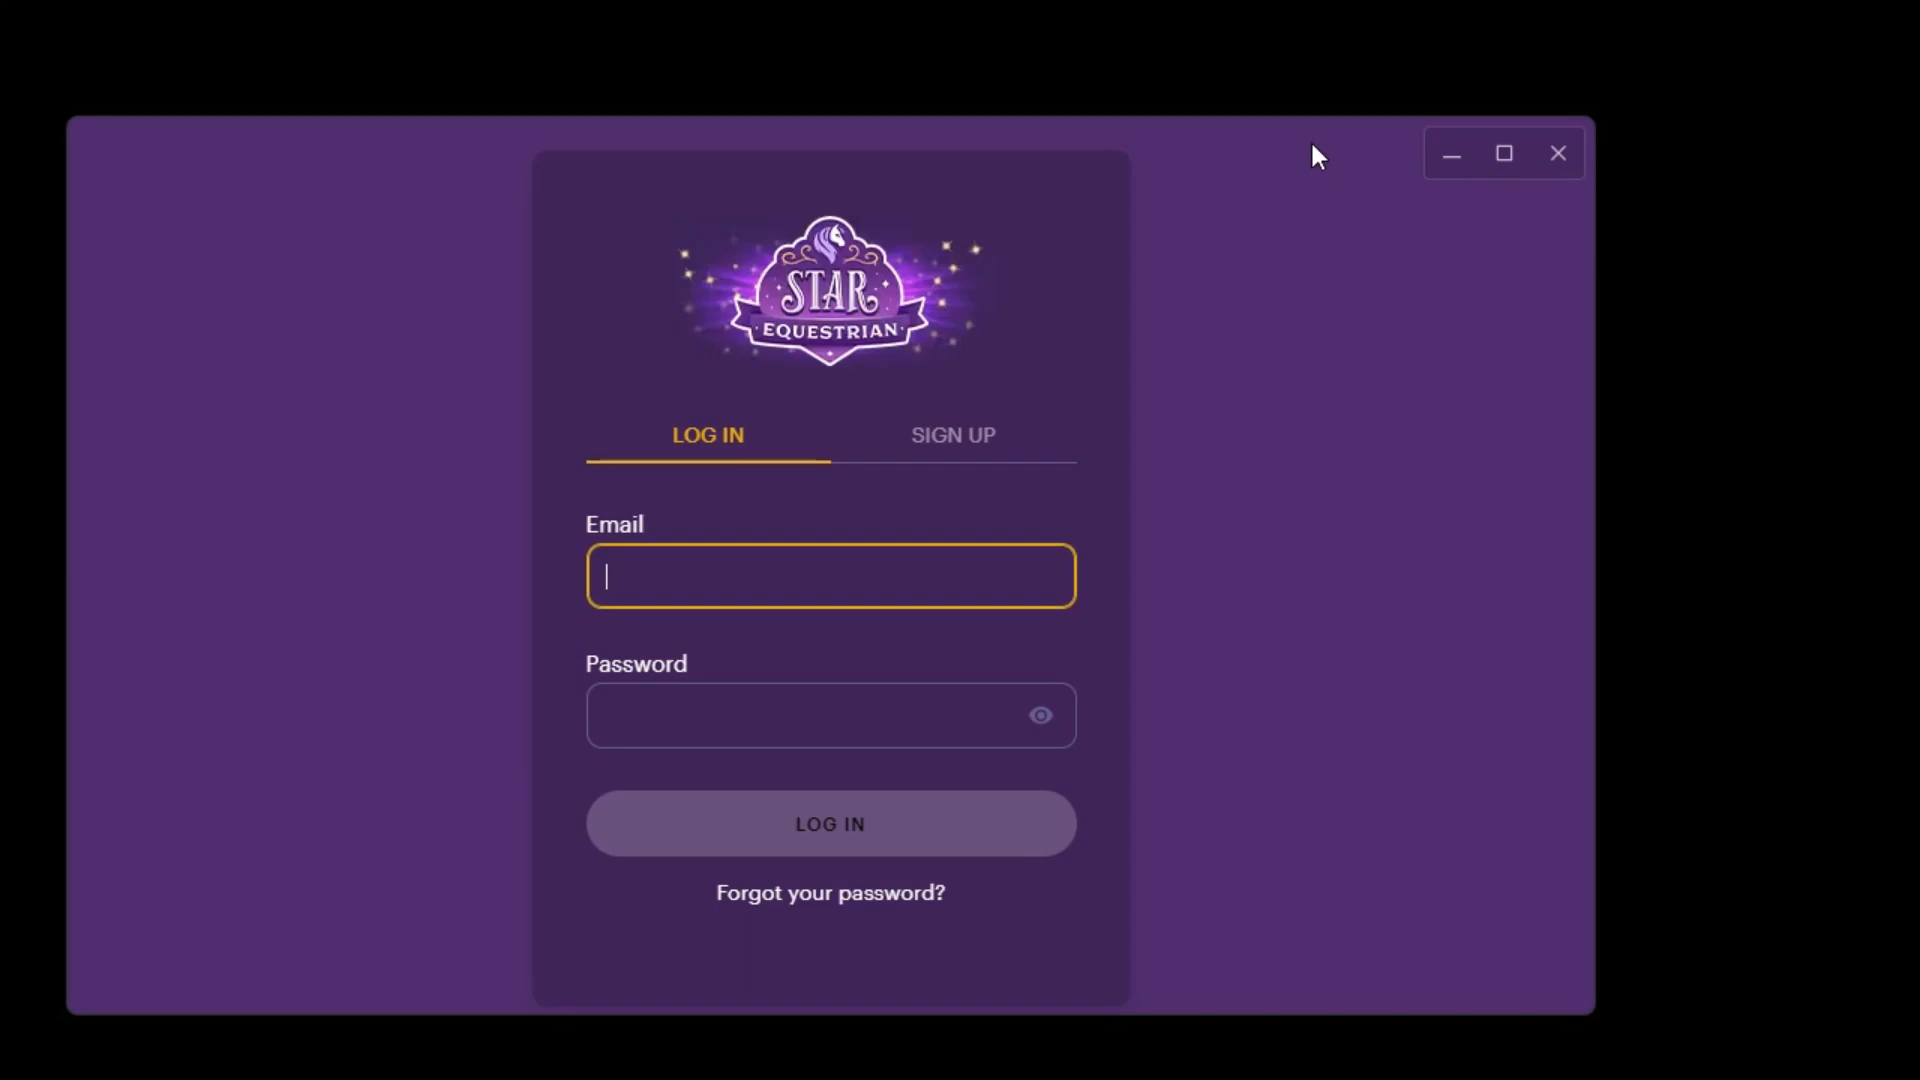 STAR
EQUESTRIAN
LOG IN
SIGN UP
Email
Password
LOG IN
Forgot your password?